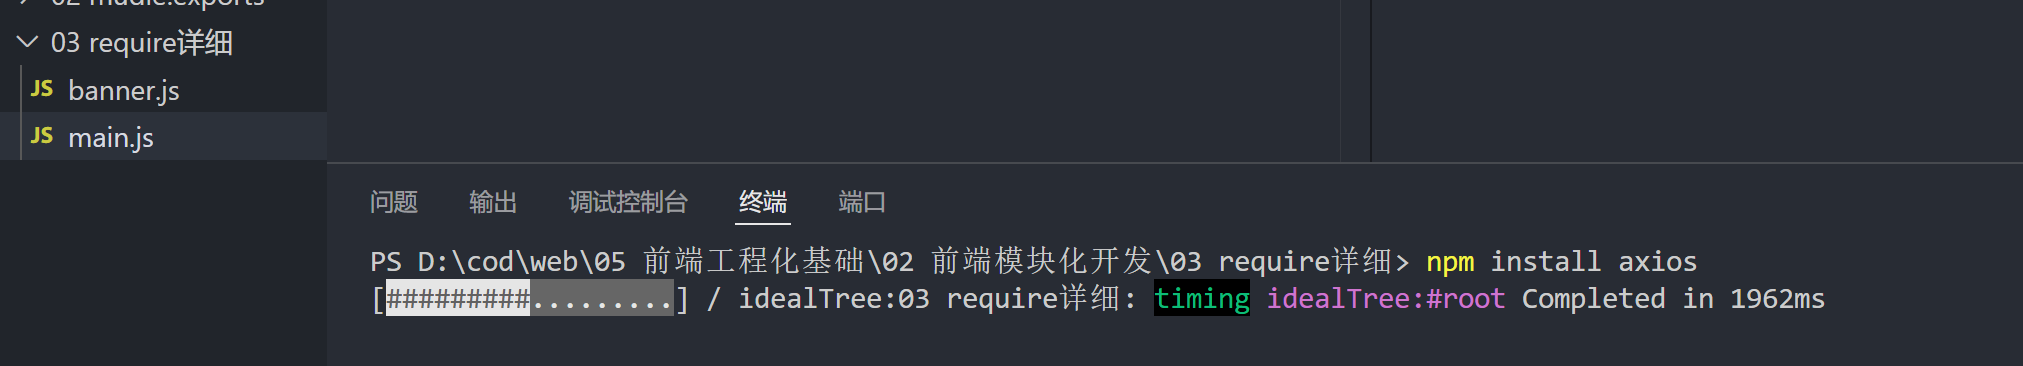 02 mudle.exports
03 require详细
JS banner.js
JS main.js
问题 输出 调试控制台 终端 端口
PS D:\cod\web\05 前端工程化基础\02 前端模块化开发\03 require详细> npm install axios
[#########.........] / idealTree:03 require详细: timing idealTree:#root Completed in 1962ms